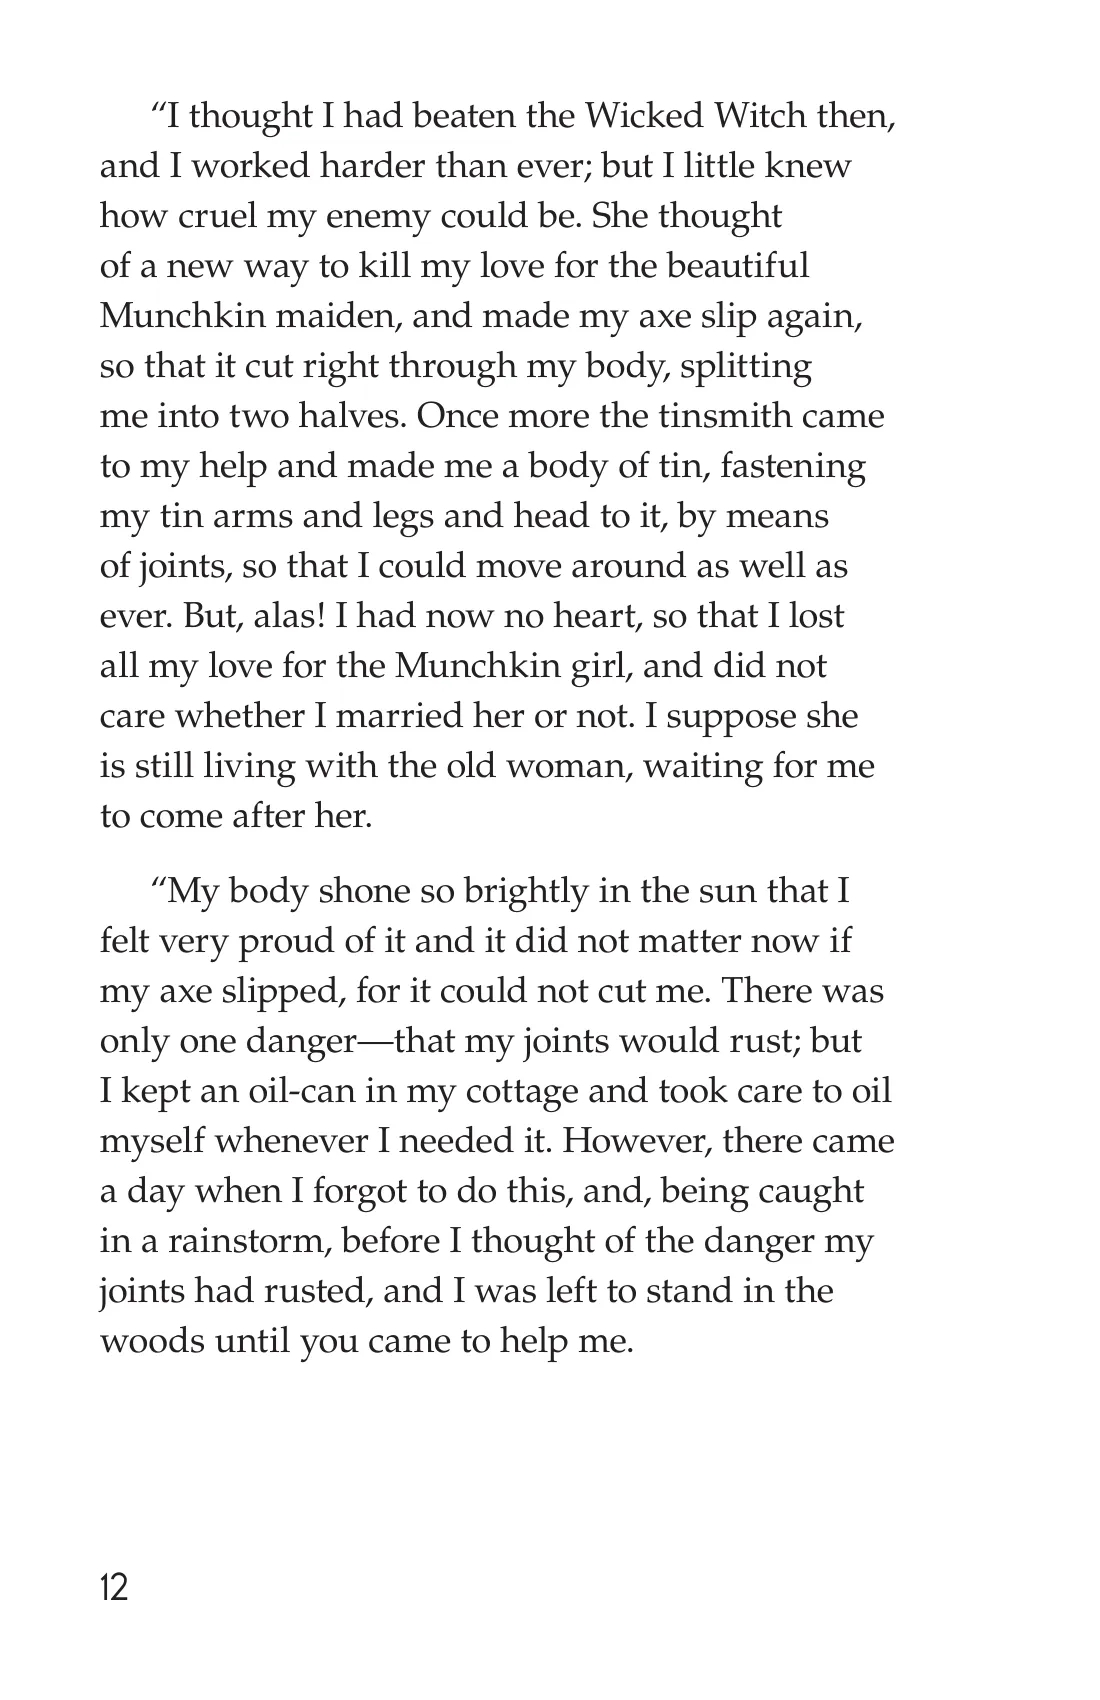 “I thought I had beaten the Wicked Witch then,
and I worked harder than ever; but I little knew
how cruel my enemy could be. She thought
of a new way to kill my love for the beautiful
Munchkin maiden, and made my axe slip again,
so that it cut right through my body, splitting
me into two halves. Once more the tinsmith came
to my help and made me a body of tin, fastening
my tin arms and legs and head to it, by means
of joints, so that I could move around as well as
ever. But, alas! I had now no heart, so that I lost
all my love for the Munchkin girl, and did not
care whether I married her or not. I suppose she
is still living with the old woman, waiting for me
to come after her.
“My body shone so brightly in the sun that I
felt very proud of it and it did not matter now if
my axe slipped, for it could not cut me. There was
only one danger—that my joints would rust; but
I kept an oil-can in my cottage and took care to oil
myself whenever I needed it. However, there came
a day when I forgot to do this, and, being caught
in a rainstorm, before I thought of the danger my
joints had rusted, and I was left to stand in the
woods until you came to help me.
12